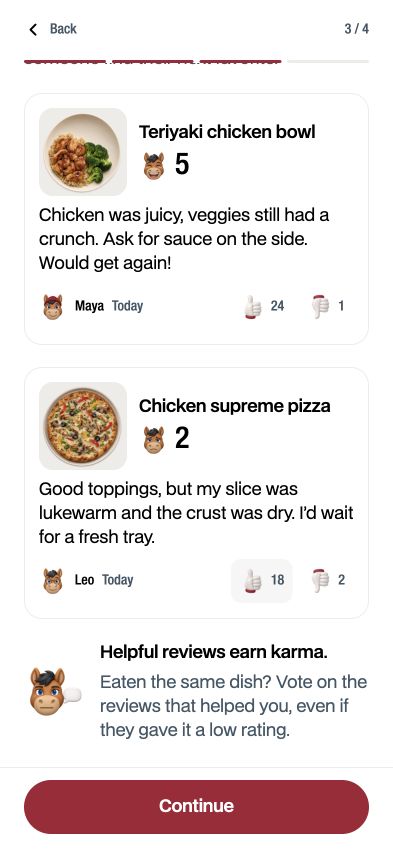 Back
3 / 4
Teriyaki chicken bowl
5
Chicken was juicy, veggies still had a
crunch. Ask for sauce on the side.
Would get again!
Maya Today
24
1
Chicken supreme pizza
2
Good toppings, but my slice was
lukewarm and the crust was dry. I’d wait
for a fresh tray.
Leo Today
18
2
Helpful reviews earn karma.
Eaten the same dish? Vote on the
reviews that helped you, even if
they gave it a low rating.
Continue